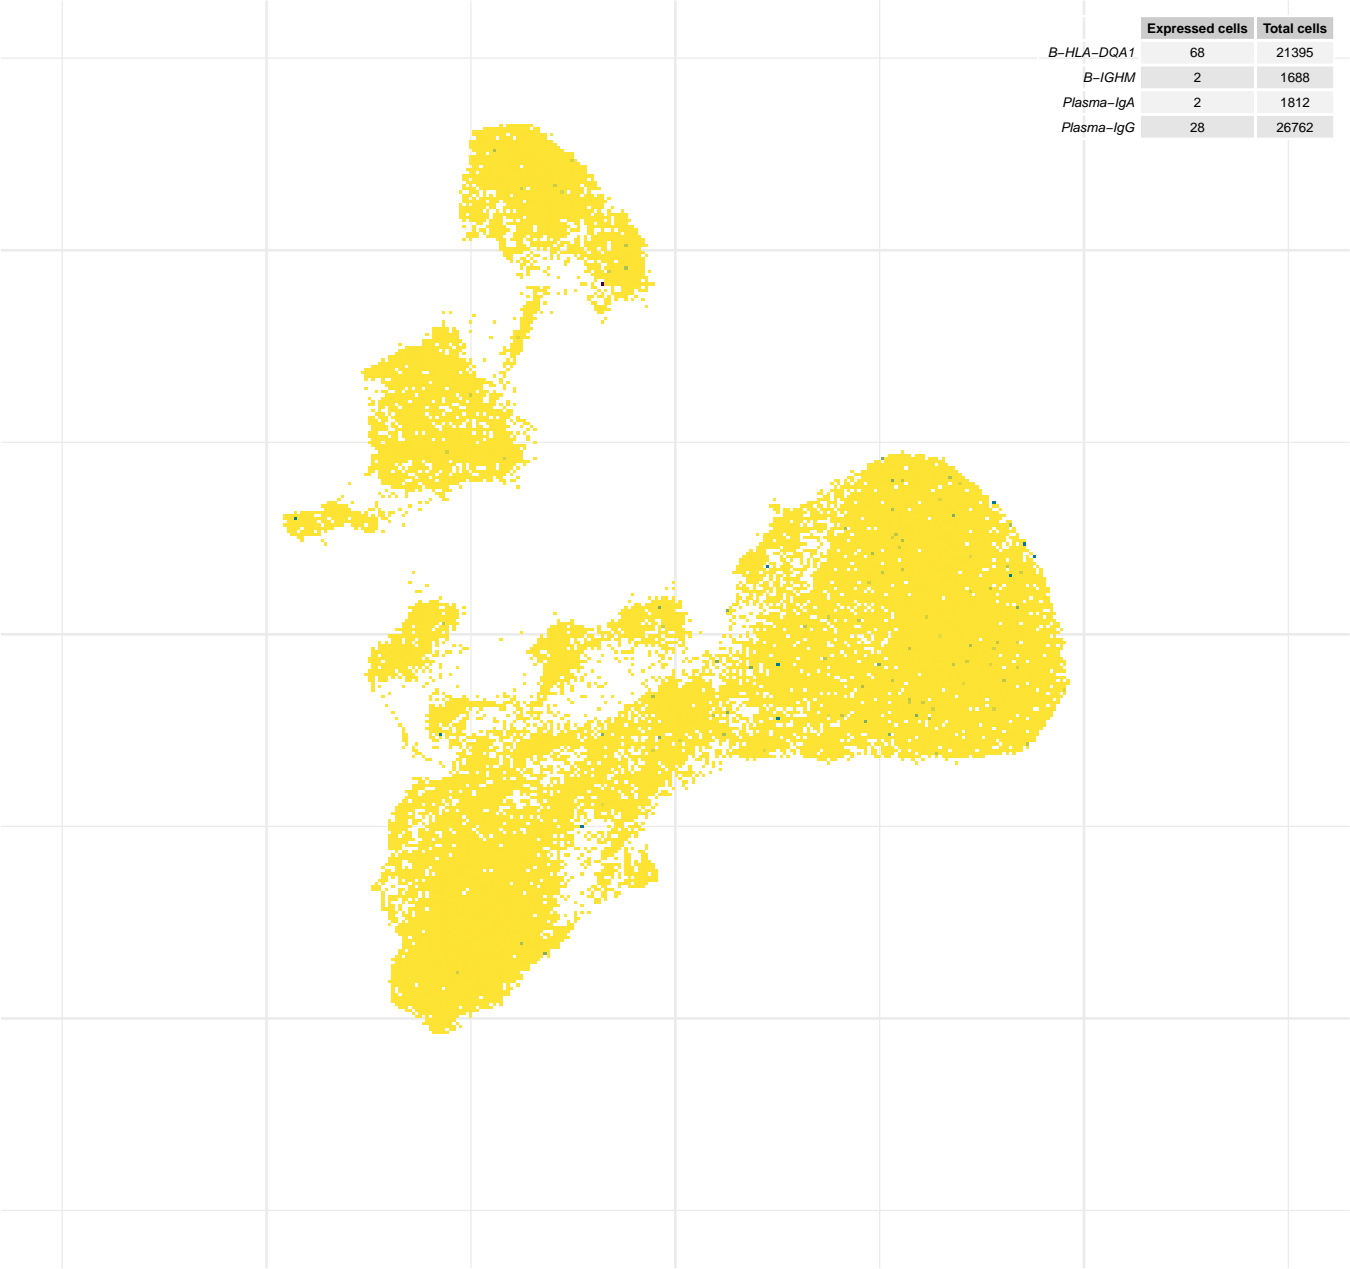 Expressed cells Total cells
B−HLA−DQA1 68 21395
B−IGHM 2 1688
Plasma−IgA 2 1812
Plasma−IgG 28 26762